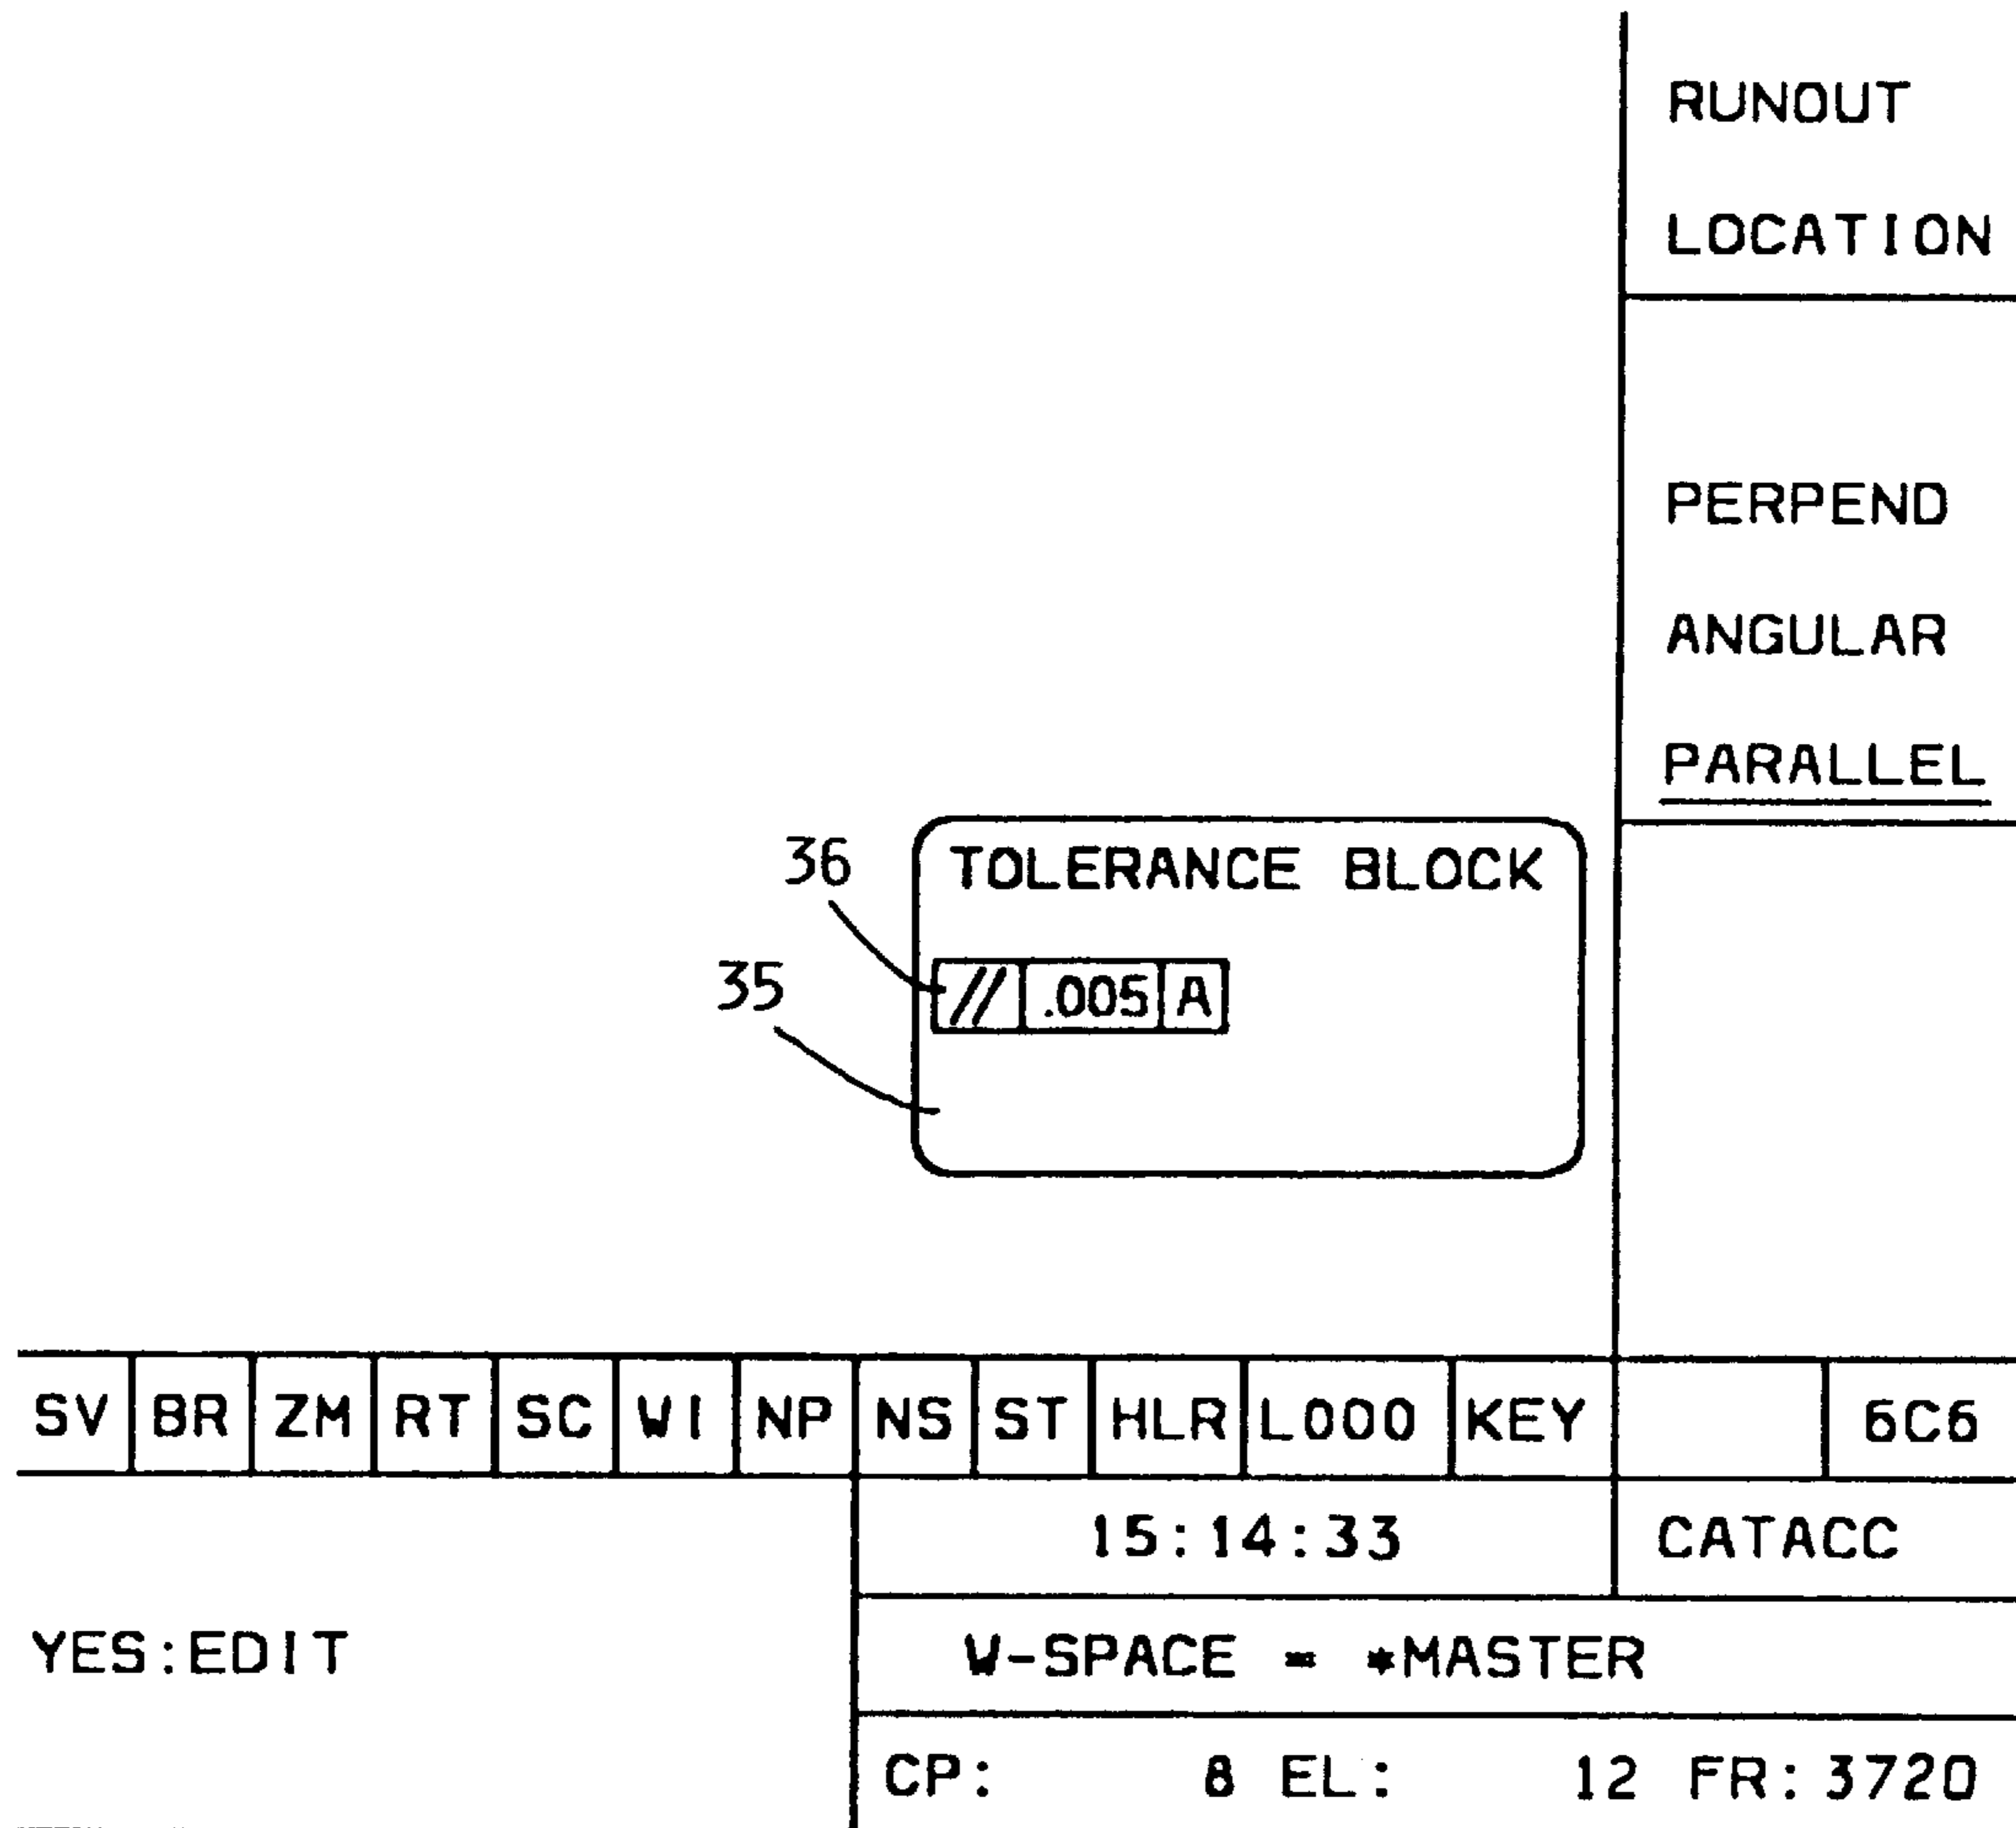 RUNOUT
LOCATION
PERPEND
ANGULAR
PARALLEL
36
TOLERANCE BLOCK
35
// .005 A
SV BR ZM RT SC WI NP NS ST HLR L000 KEY 6C6
15:14:33 CATACC
YES:EDIT W-SPACE = *MASTER
CP: 8 EL: 12 FR:3720